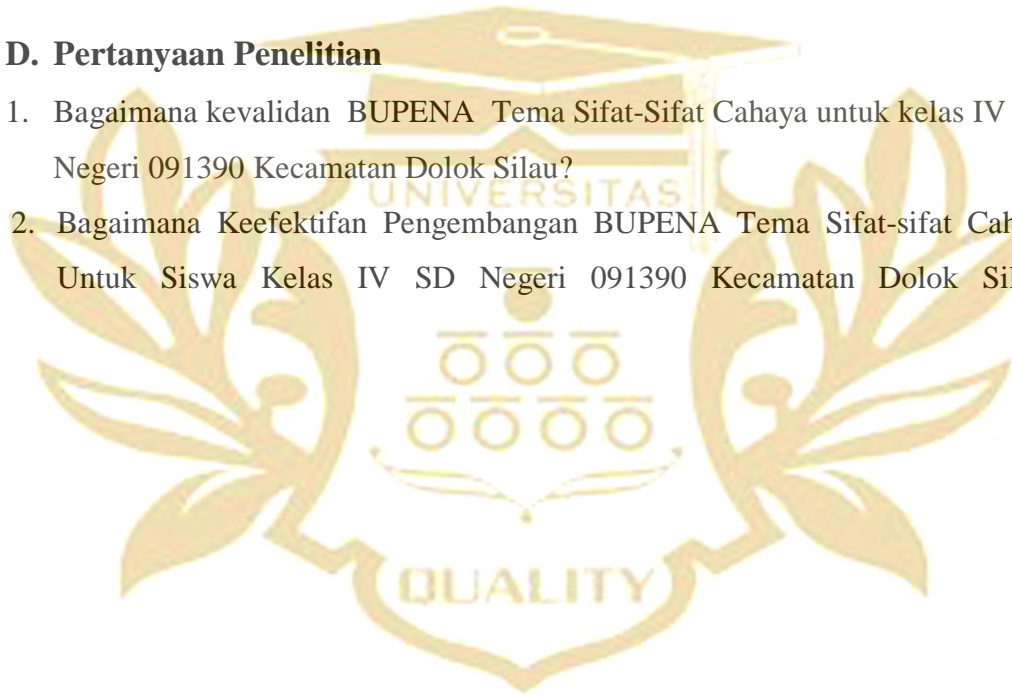 D. Pertanyaan Penelitian
1. Bagaimana kevalidan BUPENA Tema Sifat-Sifat Cahaya untuk kelas IV
Negeri 091390 Kecamatan Dolok Silau?
UNIVERSITAS
2. Bagaimana Keefektifan Pengembangan BUPENA Tema Sifat-sifat
Untuk Siswa Kelas IV SD Negeri 091390 Kecamatan Dolok
QUALITY